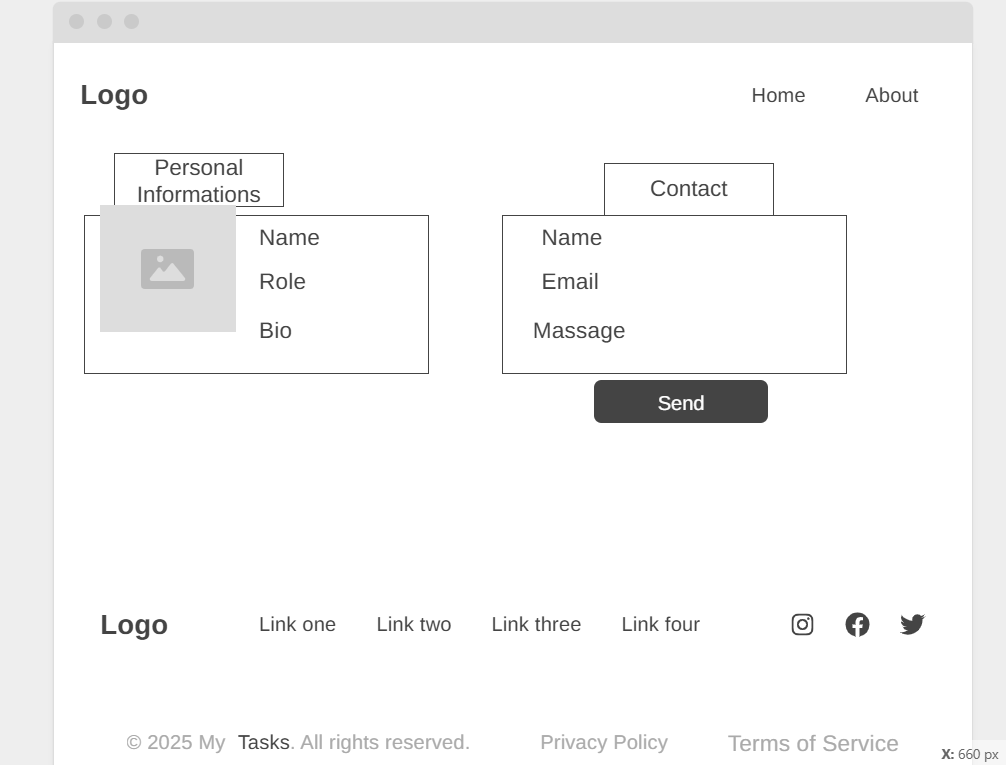 Logo
Home
About
Personal
Informations
Contact
Name
Role
Bio
Name
Email
Massage
Send
Logo
Link one
Link two
Link three
Link four
© 2025 My Tasks. All rights reserved.
Privacy Policy
Terms of Service
X: 660 px